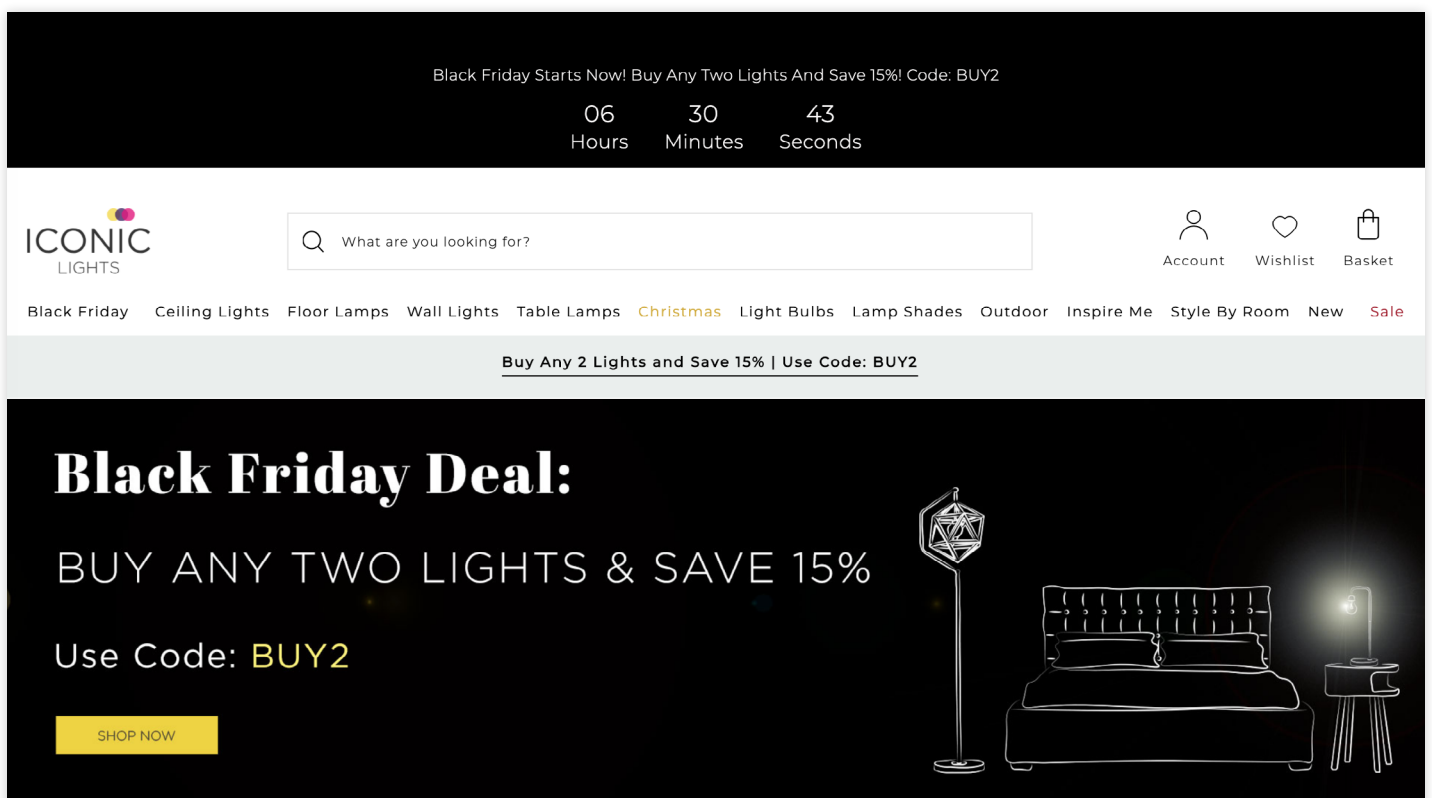 Black Friday Starts Now! Buy Any Two Lights And Save 15%! Code: BUY2
06 30 43
Hours Minutes Seconds
ICONIC
LIGHTS
What are you looking for?
Account Wishlist Basket
Black Friday Ceiling Lights Floor Lamps Wall Lights Table Lamps Christmas Light Bulbs Lamp Shades Outdoor Inspire Me Style By Room New Sale
Buy Any 2 Lights and Save 15% | Use Code: BUY2
Black Friday Deal:
BUY ANY TWO LIGHTS & SAVE 15%
Use Code: BUY2
SHOP NOW